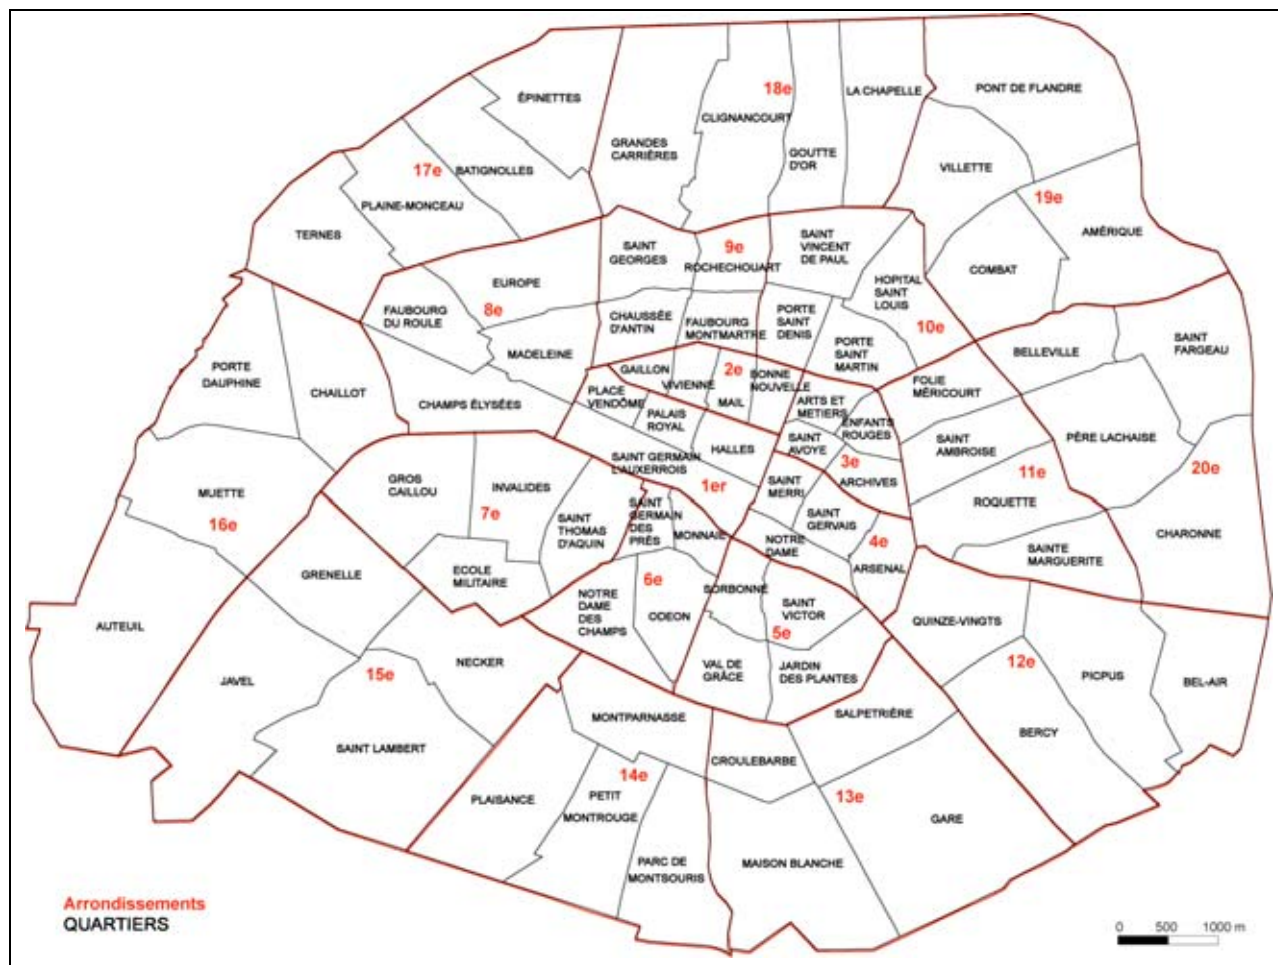 ÉPINETTES
18e
LA CHAPELLE
PONT DE FLANDRE
CLIGNANCOURT
GRANDES
CARRIÈRES
GOUTTE
D'OR
VILLETTE
17e
BATIGNOLLES
PLAINE-MONCEAU
19e
TERNES
AMÉRIQUE
SAINT
GEORGES
9e
ROCHECHOUART
SAINT
VINCENT
DE PAUL
COMBAT
EUROPE
HOPITAL
SAINT
LOUIS
FAUBOURG
DU ROULE
8e
CHAUSSÉE
D'ANTIN
FAUBOURG
MONTMARTRE
PORTE
SAINT
DENIS
10e
MADELEINE
PORTE
SAINT
MARTIN
BELLEVILLE
SAINT
FARGEAU
PORTE
DAUPHINE
CHAILLOT
GAILLON
VIVIENNE
2e
MAIL
BONNE
NOUVELLE
FOLIE
MÉRICOURT
CHAMPS ÉLYSÉES
PLACE
VENDÔME
PALAIS
ROYAL
ARTS ET
METIERS
ENFANTS
ROUGES
HALLES
SAINT
AVOYE
SAINT
AMBROISE
PÈRE LACHAISE
SAINT GERMAIN
L'AUXERROIS
3e
20e
1er
ARCHIVES
11e
ROQUETTE
GROS
CAILLOU
INVALIDES
SAINT
MERRI
MUETTE
7e
SAINT
GERMAIN
DES
PRÉS
SAINT
GERVAIS
16e
SAINT
THOMAS
D'AQUIN
MONNAIE
NOTRE
DAME
4e
CHARONNE
SAINTE
MARGUERITE
ARSENAL
GRENELLE
ECOLE
MILITAIRE
6e
SORBONNE
NOTRE
DAME
DES
CHAMPS
ODEON
SAINT
VICTOR
5e
QUINZE-VINGTS
AUTEUIL
NECKER
12e
JAVEL
15e
VAL DE
GRÂCE
JARDIN
DES PLANTES
PICPUS
BEL-AIR
MONTPARNASSE
SALPETRIÈRE
BERCY
SAINT LAMBERT
CROULEBARBE
14e
PLAISANCE
PETIT
MONTROUGE
13e
GARE
PARC DE
MONTSOURIS
MAISON BLANCHE
Arrondissements
QUARTIERS
0 500 1000 m